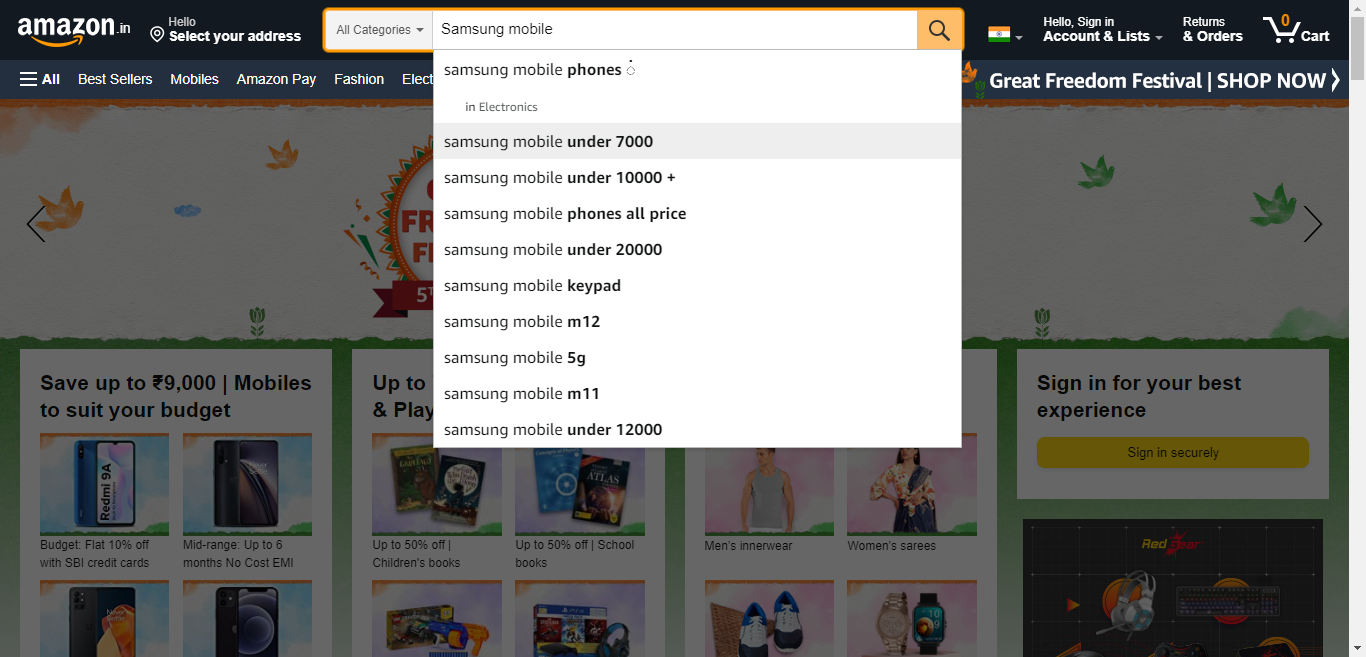 amazon.in
Hello
Select your address
All Categories
Samsung mobile
Hello, Sign in
Account & Lists
Returns
& Orders
0
Cart
All
Best Sellers
Mobiles
Amazon Pay
Fashion
Elect
Great Freedom Festival | SHOP NOW
samsung mobile phones ்
in Electronics
samsung mobile under 7000
samsung mobile under 10000 +
samsung mobile phones all price
samsung mobile under 20000
samsung mobile keypad
samsung mobile m12
samsung mobile 5g
samsung mobile m11
samsung mobile under 12000
Save up to ₹9,000 | Mobiles
to suit your budget
Up to
& Play
Sign in for your best
experience
Sign in securely
Redmi 9A
ATLAS
Budget: Flat 10% off
with SBI credit cards
Mid-range: Up to 6
months No Cost EMI
Up to 50% off |
Children's books
Up to 50% off | School
books
Men's innerwear
Women's sarees
Redgear